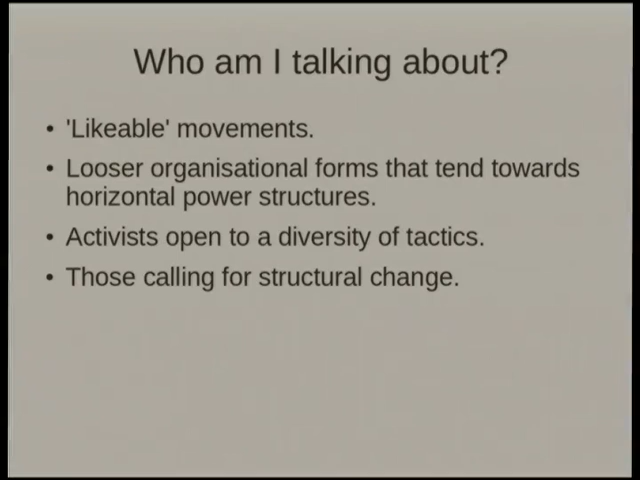 Who am I talking about?
• 'Likeable' movements.
• Looser organisational forms that tend towards
horizontal power structures.
• Activists open to a diversity of tactics.
• Those calling for structural change.